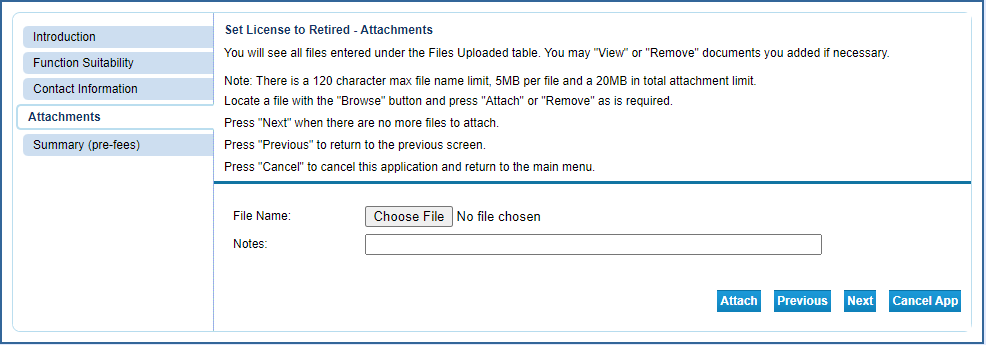 Introduction
Function Suitability
Contact Information
Attachments
Summary (pre-fees)
Set License to Retired - Attachments
You will see all files entered under the Files Uploaded table. You may "View" or "Remove" documents you added if necessary.
Note: There is a 120 character max file name limit, 5MB per file and a 20MB in total attachment limit.
Locate a file with the "Browse" button and press "Attach" or "Remove" as is required.
Press "Next" when there are no more files to attach.
Press "Previous" to return to the previous screen.
Press "Cancel" to cancel this application and return to the main menu.
File Name: Choose File No file chosen
Notes:
Attach Previous Next Cancel App